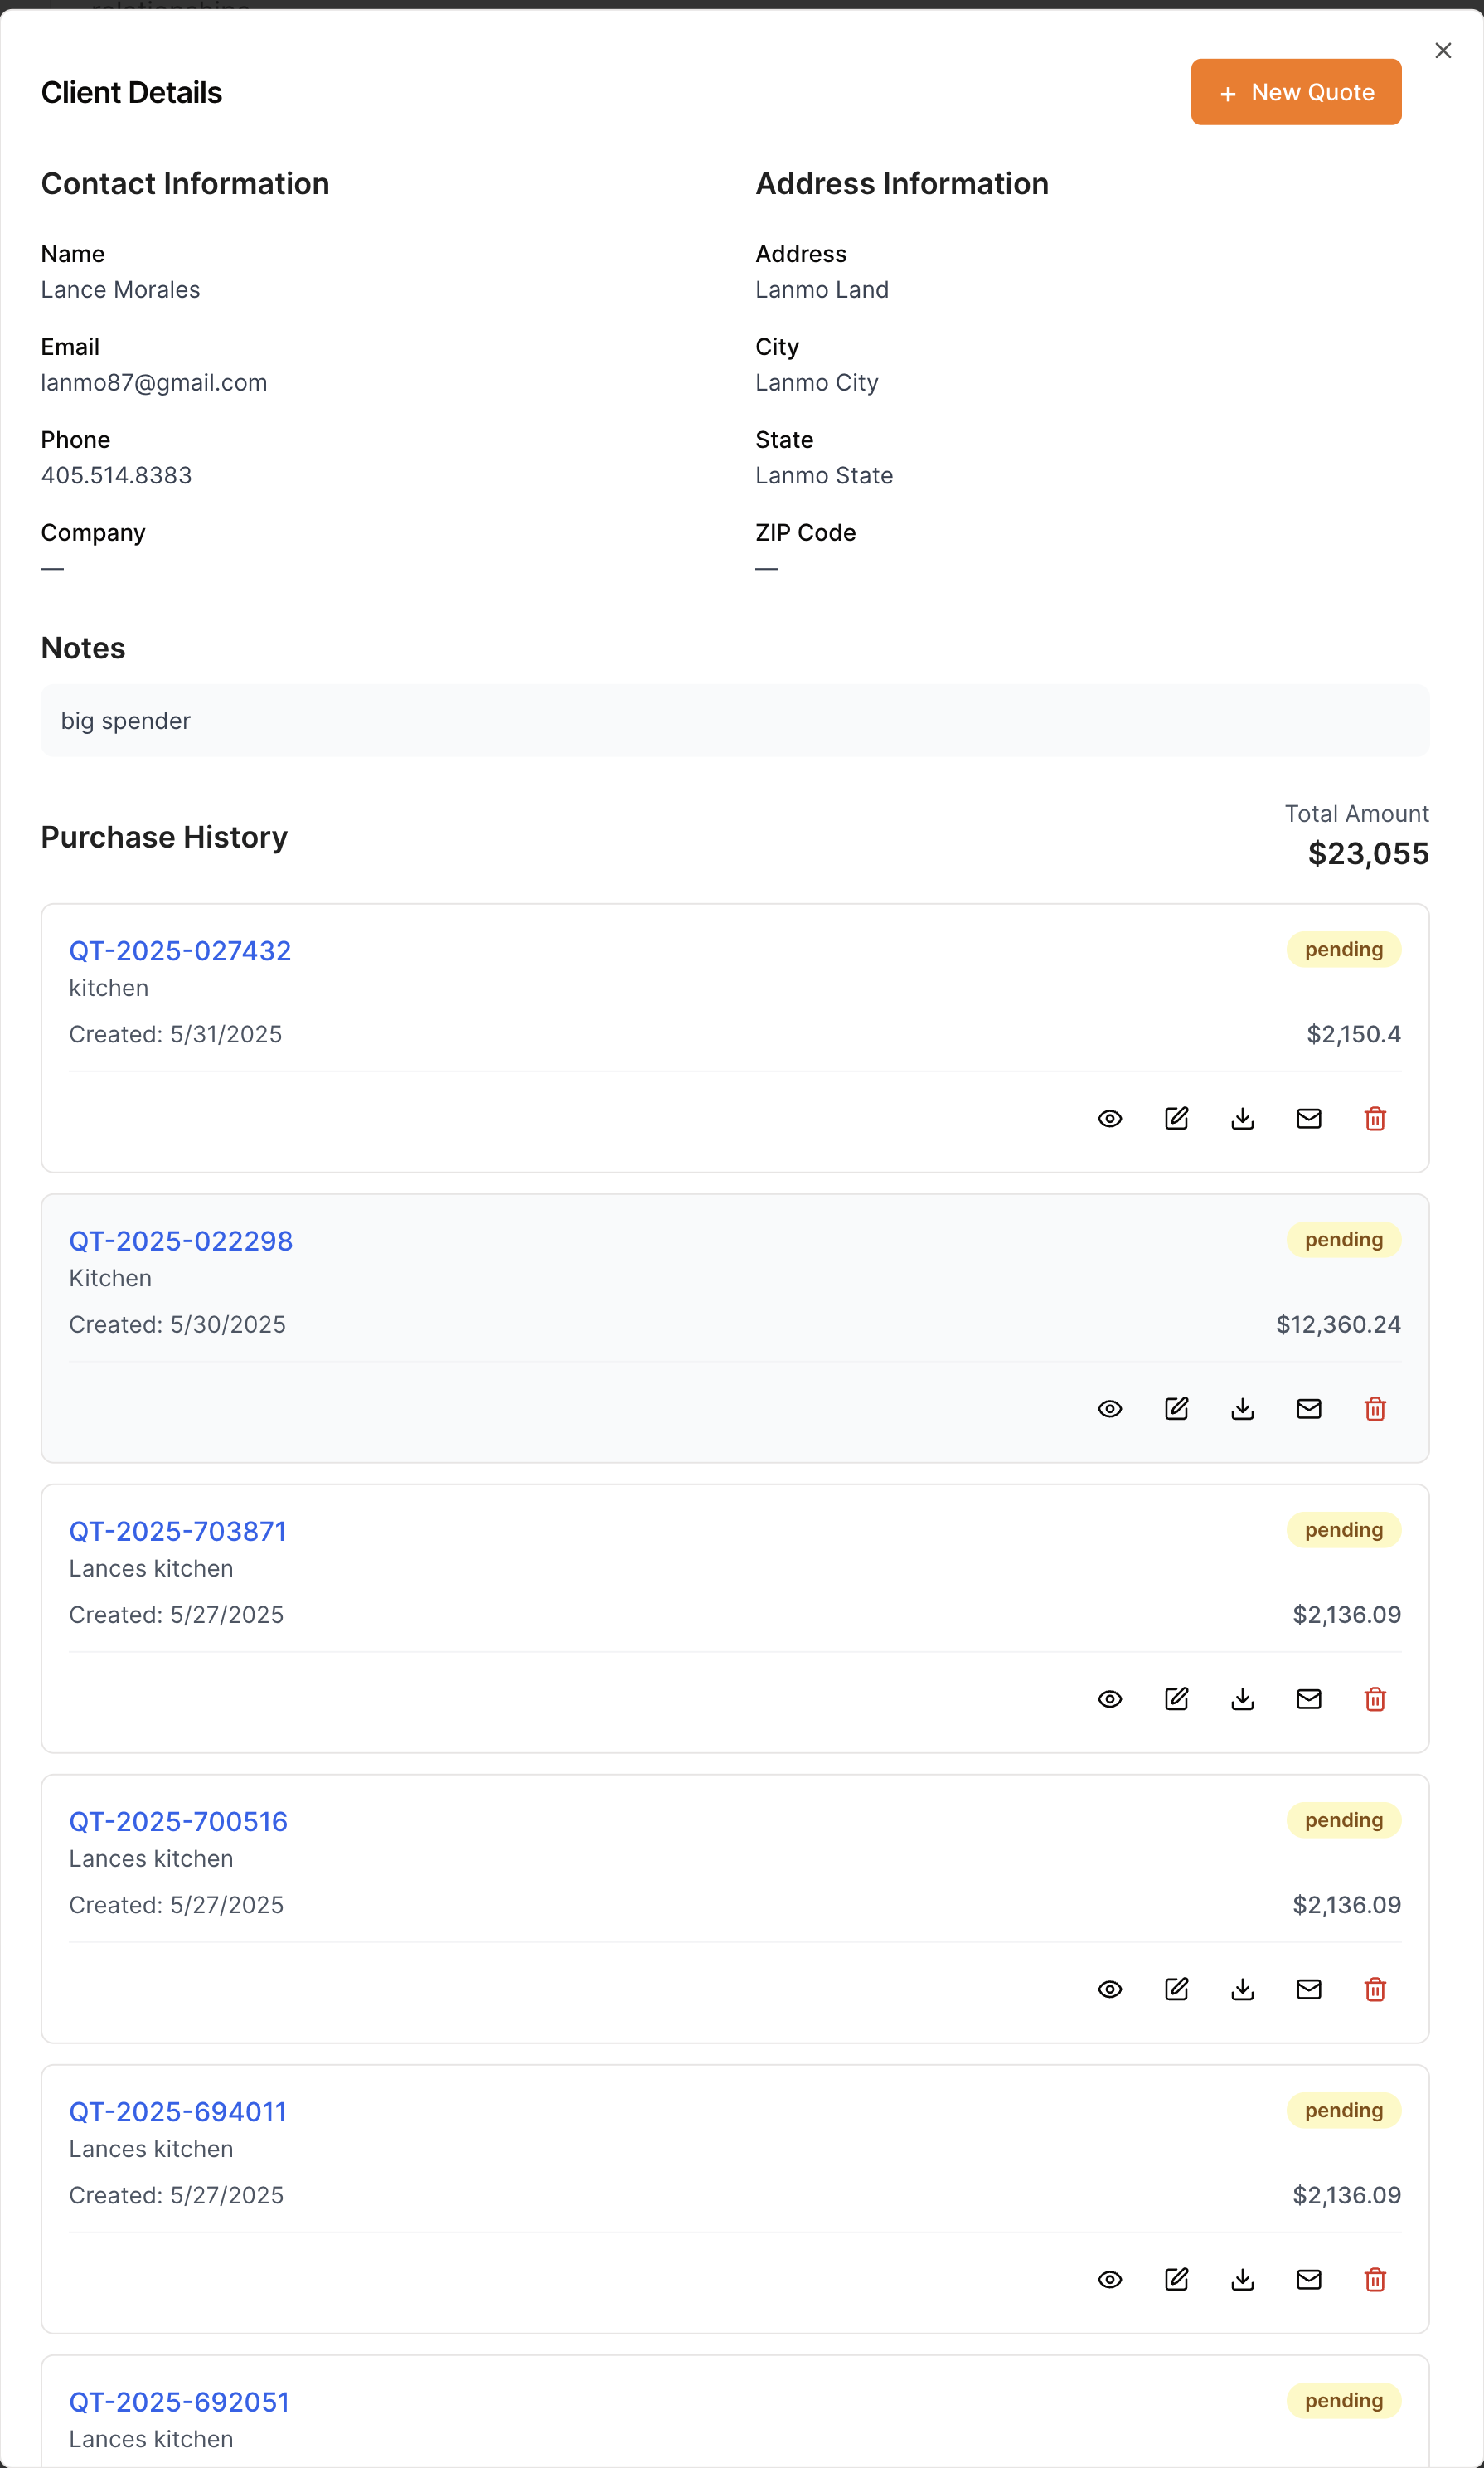 Client Details
+ New Quote
Contact Information
Name
Lance Morales
Email
lanmo87@gmail.com
Phone
405.514.8383
Company
—
Address Information
Address
Lanmo Land
City
Lanmo City
State
Lanmo State
ZIP Code
—
Notes
big spender
Purchase History
Total Amount
$23,055
QT-2025-027432
pending
kitchen
Created: 5/31/2025
$2,150.4
QT-2025-022298
pending
Kitchen
Created: 5/30/2025
$12,360.24
QT-2025-703871
pending
Lances kitchen
Created: 5/27/2025
$2,136.09
QT-2025-700516
pending
Lances kitchen
Created: 5/27/2025
$2,136.09
QT-2025-694011
pending
Lances kitchen
Created: 5/27/2025
$2,136.09
QT-2025-692051
pending
Lances kitchen